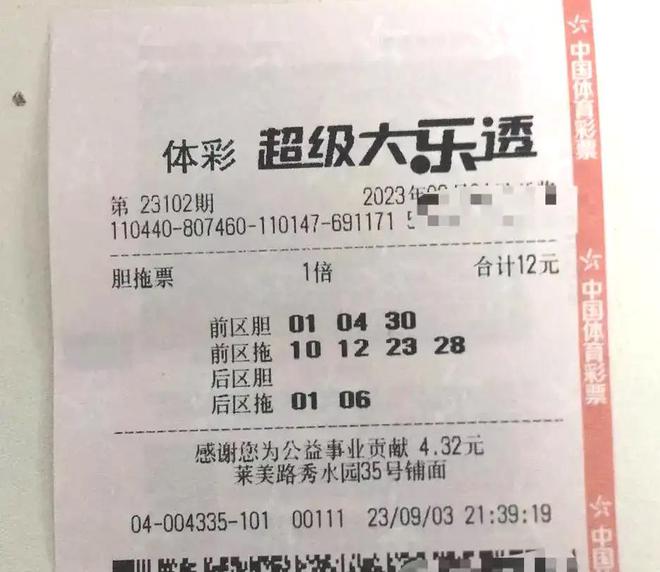 体彩 超级大乐透
第 23102期 2023年
110440-807460-110147-691171
胆拖票 1倍 合计12元
前区胆 01 04 30
前区拖 10 12 23 28
后区胆
后区拖 01 06
感谢您为公益事业贡献 4.32元
莱美路秀水园35号铺面
04-004335-101 00111 23/09/03 21:39:19
中国体育彩票
中国体育彩票
中国